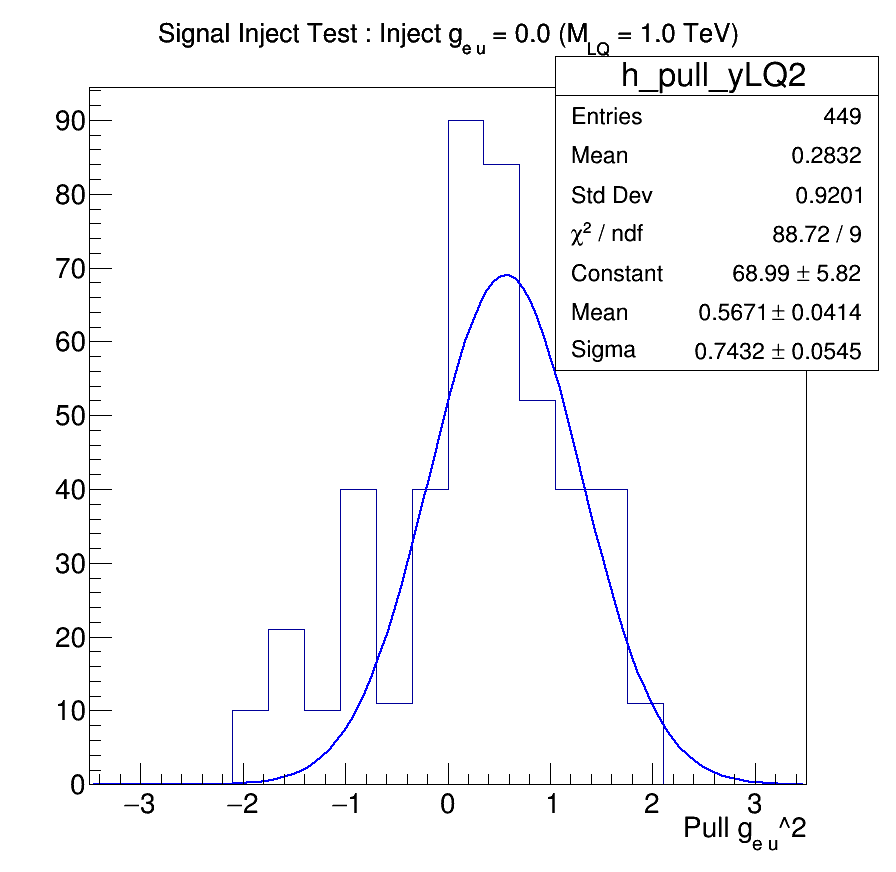 Signal Inject Test : Inject g_e u = 0.0 (M_LQ = 1.0 TeV)
h_pull_yLQ2
Entries 449
Mean 0.2832
Std Dev 0.9201
χ² / ndf 88.72 / 9
Constant 68.99 ± 5.82
Mean 0.5671 ± 0.0414
Sigma 0.7432 ± 0.0545
90
80
70
60
50
40
30
20
10
0
−3 −2 −1 0 1 2 3
Pull g_e u^2